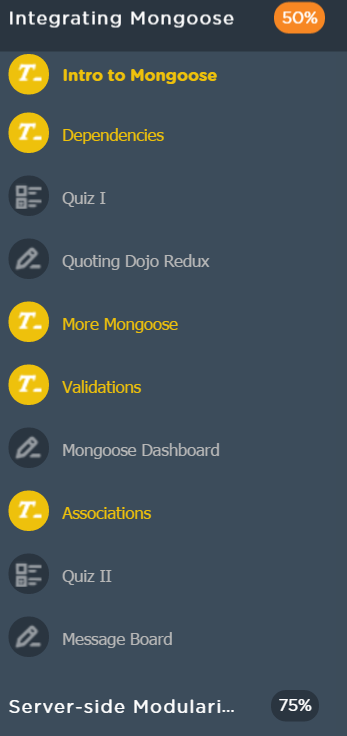 Integrating Mongoose 50%
T Intro to Mongoose
T Dependencies
Quiz I
Quoting Dojo Redux
T More Mongoose
T Validations
Mongoose Dashboard
T Associations
Quiz II
Message Board
Server-side Modulari... 75%